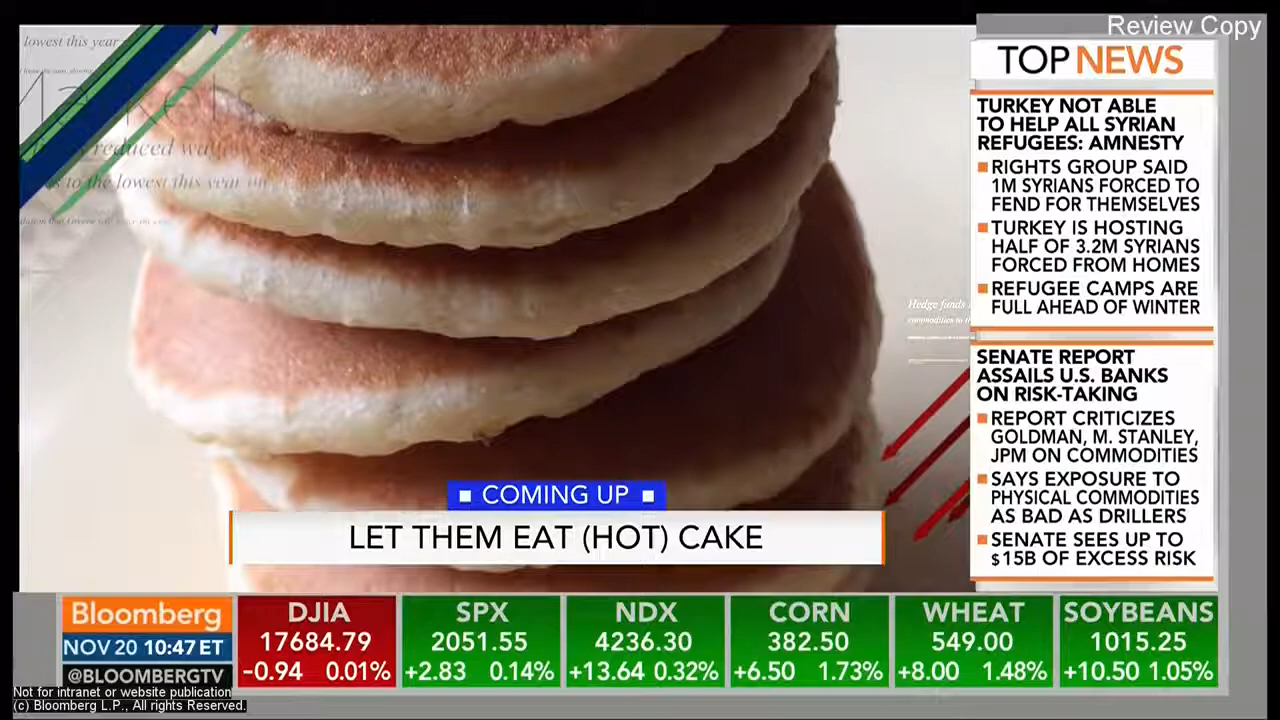 Review Copy
lowest this year
Markets
reduced
to the lowest this year on
Hedge funds
commodities to th
TOP NEWS
TURKEY NOT ABLE
TO HELP ALL SYRIAN
REFUGEES: AMNESTY
RIGHTS GROUP SAID
1M SYRIANS FORCED TO
FEND FOR THEMSELVES
TURKEY IS HOSTING
HALF OF 3.2M SYRIANS
FORCED FROM HOMES
REFUGEE CAMPS ARE
FULL AHEAD OF WINTER
SENATE REPORT
ASSAILS U.S. BANKS
ON RISK-TAKING
REPORT CRITICIZES
GOLDMAN, M. STANLEY,
JPM ON COMMODITIES
SAYS EXPOSURE TO
PHYSICAL COMMODITIES
AS BAD AS DRILLERS
SENATE SEES UP TO
$15B OF EXCESS RISK
COMING UP
LET THEM EAT (HOT) CAKE
Bloomberg
NOV 20 10:47 ET
@BLOOMBERGTV
DJIA
17684.79
-0.94 0.01%
SPX
2051.55
+2.83 0.14%
NDX
4236.30
+13.64 0.32%
CORN
382.50
+6.50 1.73%
WHEAT
549.00
+8.00 1.48%
SOYBEANS
1015.25
+10.50 1.05%
Not for intranet or website publication
(c) Bloomberg L.P., All rights Reserved.